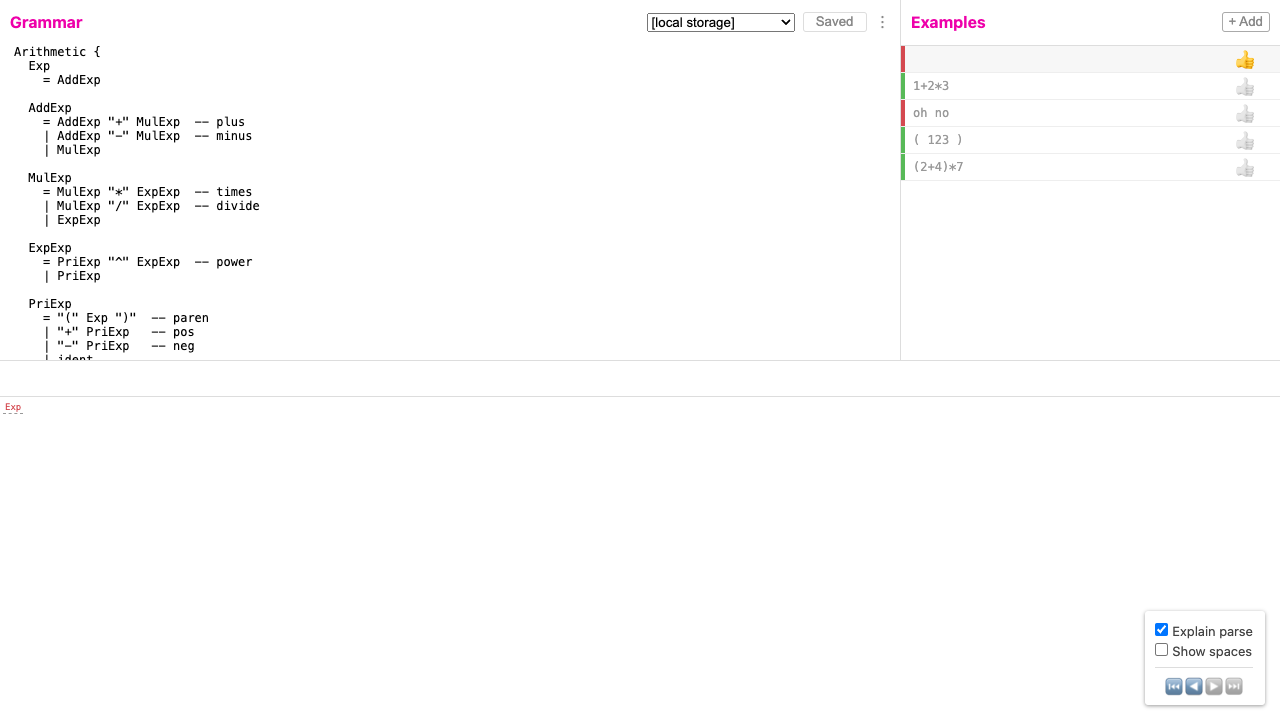 Grammar
[local storage]
Saved
Examples
+ Add
Arithmetic {
Exp
= AddExp
AddExp
= AddExp "+" MulExp -- plus
| AddExp "-" MulExp -- minus
| MulExp
MulExp
= MulExp "*" ExpExp -- times
| MulExp "/" ExpExp -- divide
| ExpExp
ExpExp
= PriExp "^" ExpExp -- power
| PriExp
PriExp
= "(" Exp ")" -- paren
| "+" PriExp -- pos
| "-" PriExp -- neg
| ident
1+2*3
oh no
( 123 )
(2+4)*7
Exp
Explain parse
Show spaces